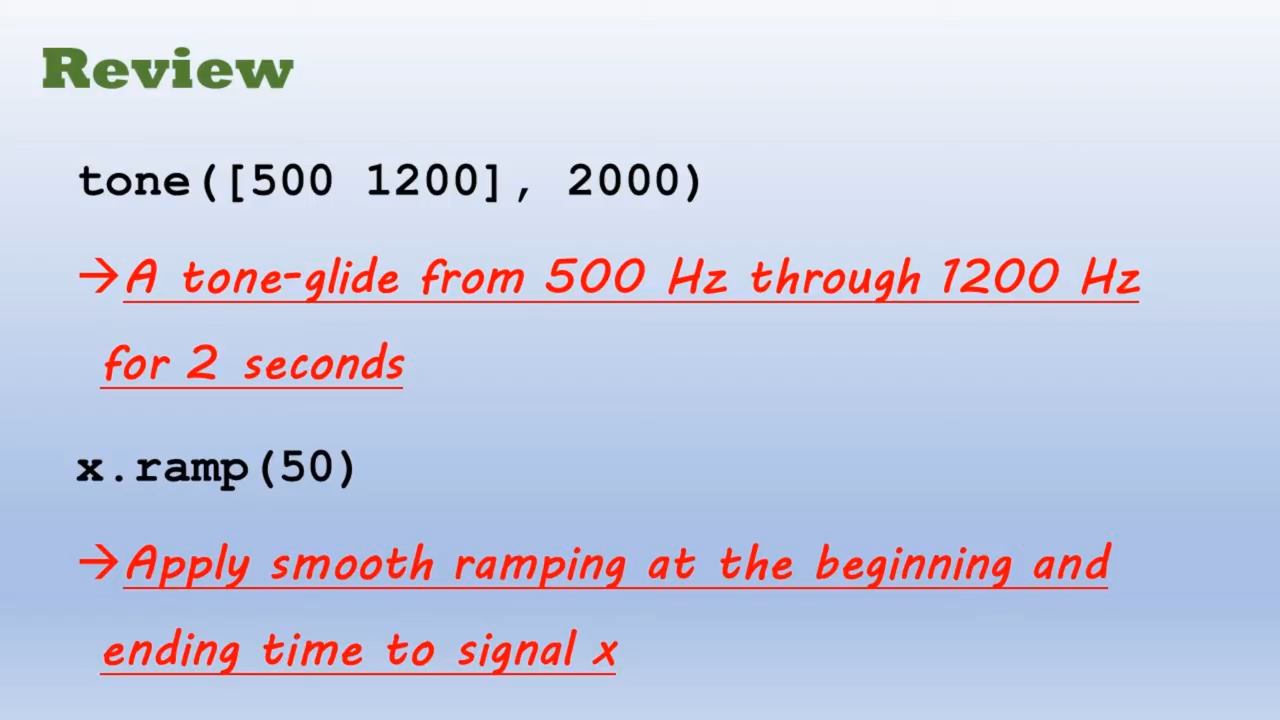 Review
tone([500 1200], 2000)
→A tone-glide from 500 Hz through 1200 Hz
for 2 seconds
x.ramp(50)
→Apply smooth ramping at the beginning and
ending time to signal x